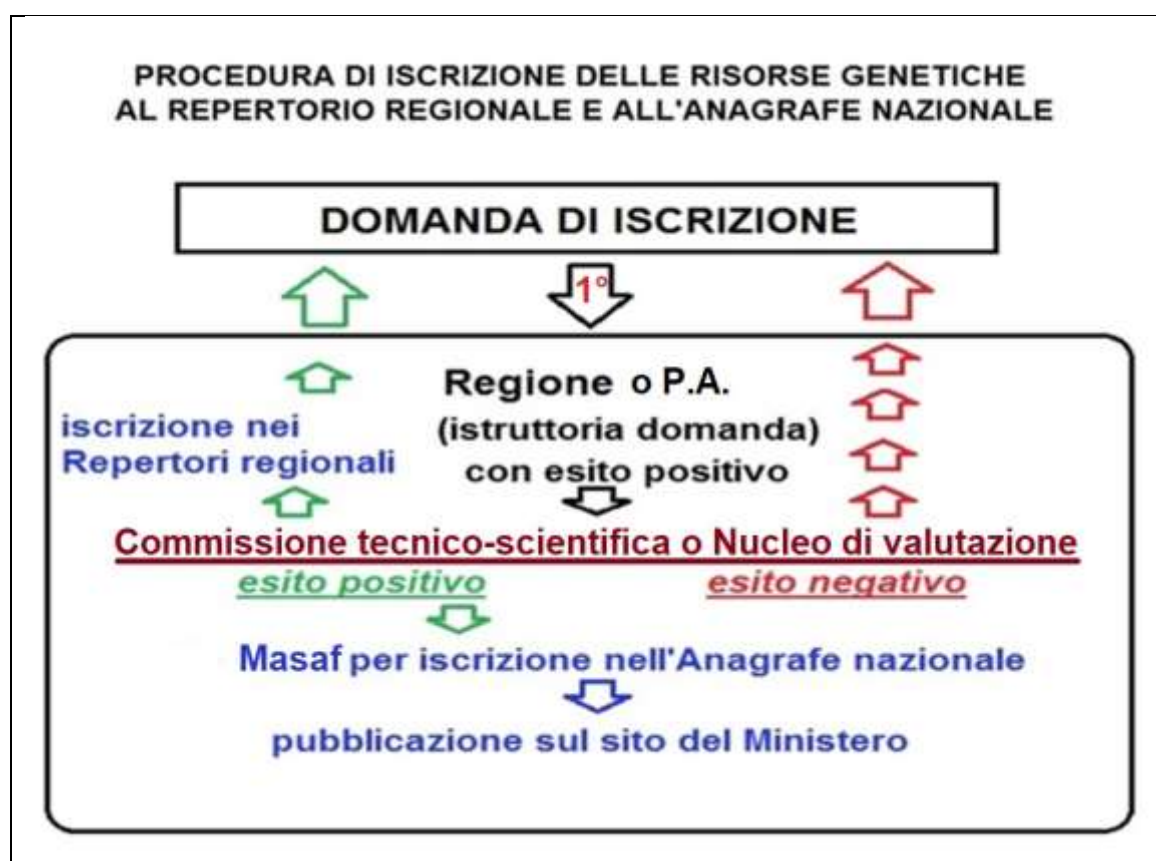 PROCEDURA DI ISCRIZIONE DELLE RISORSE GENETICHE
AL REPERTORIO REGIONALE E ALL'ANAGRAFE NAZIONALE
DOMANDA DI ISCRIZIONE
1°
Regione o P.A.
(istruttoria domanda)
con esito positivo
iscrizione nei
Repertori regionali
Commissione tecnico-scientifica o Nucleo di valutazione
esito positivo esito negativo
Masaf per iscrizione nell'Anagrafe nazionale
pubblicazione sul sito del Ministero